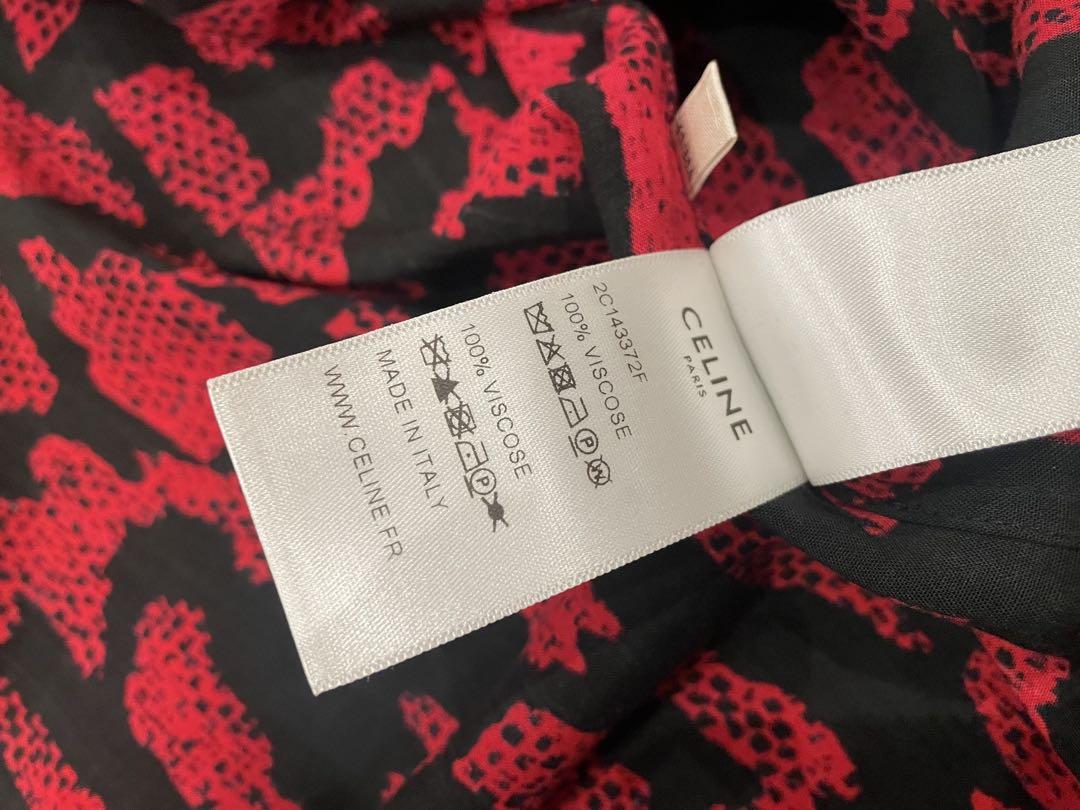 CELINE
PARIS
2C143372F
100% VISCOSE
P W
100% VISCOSE
P
MADE IN ITALY
WWW.CELINE.FR